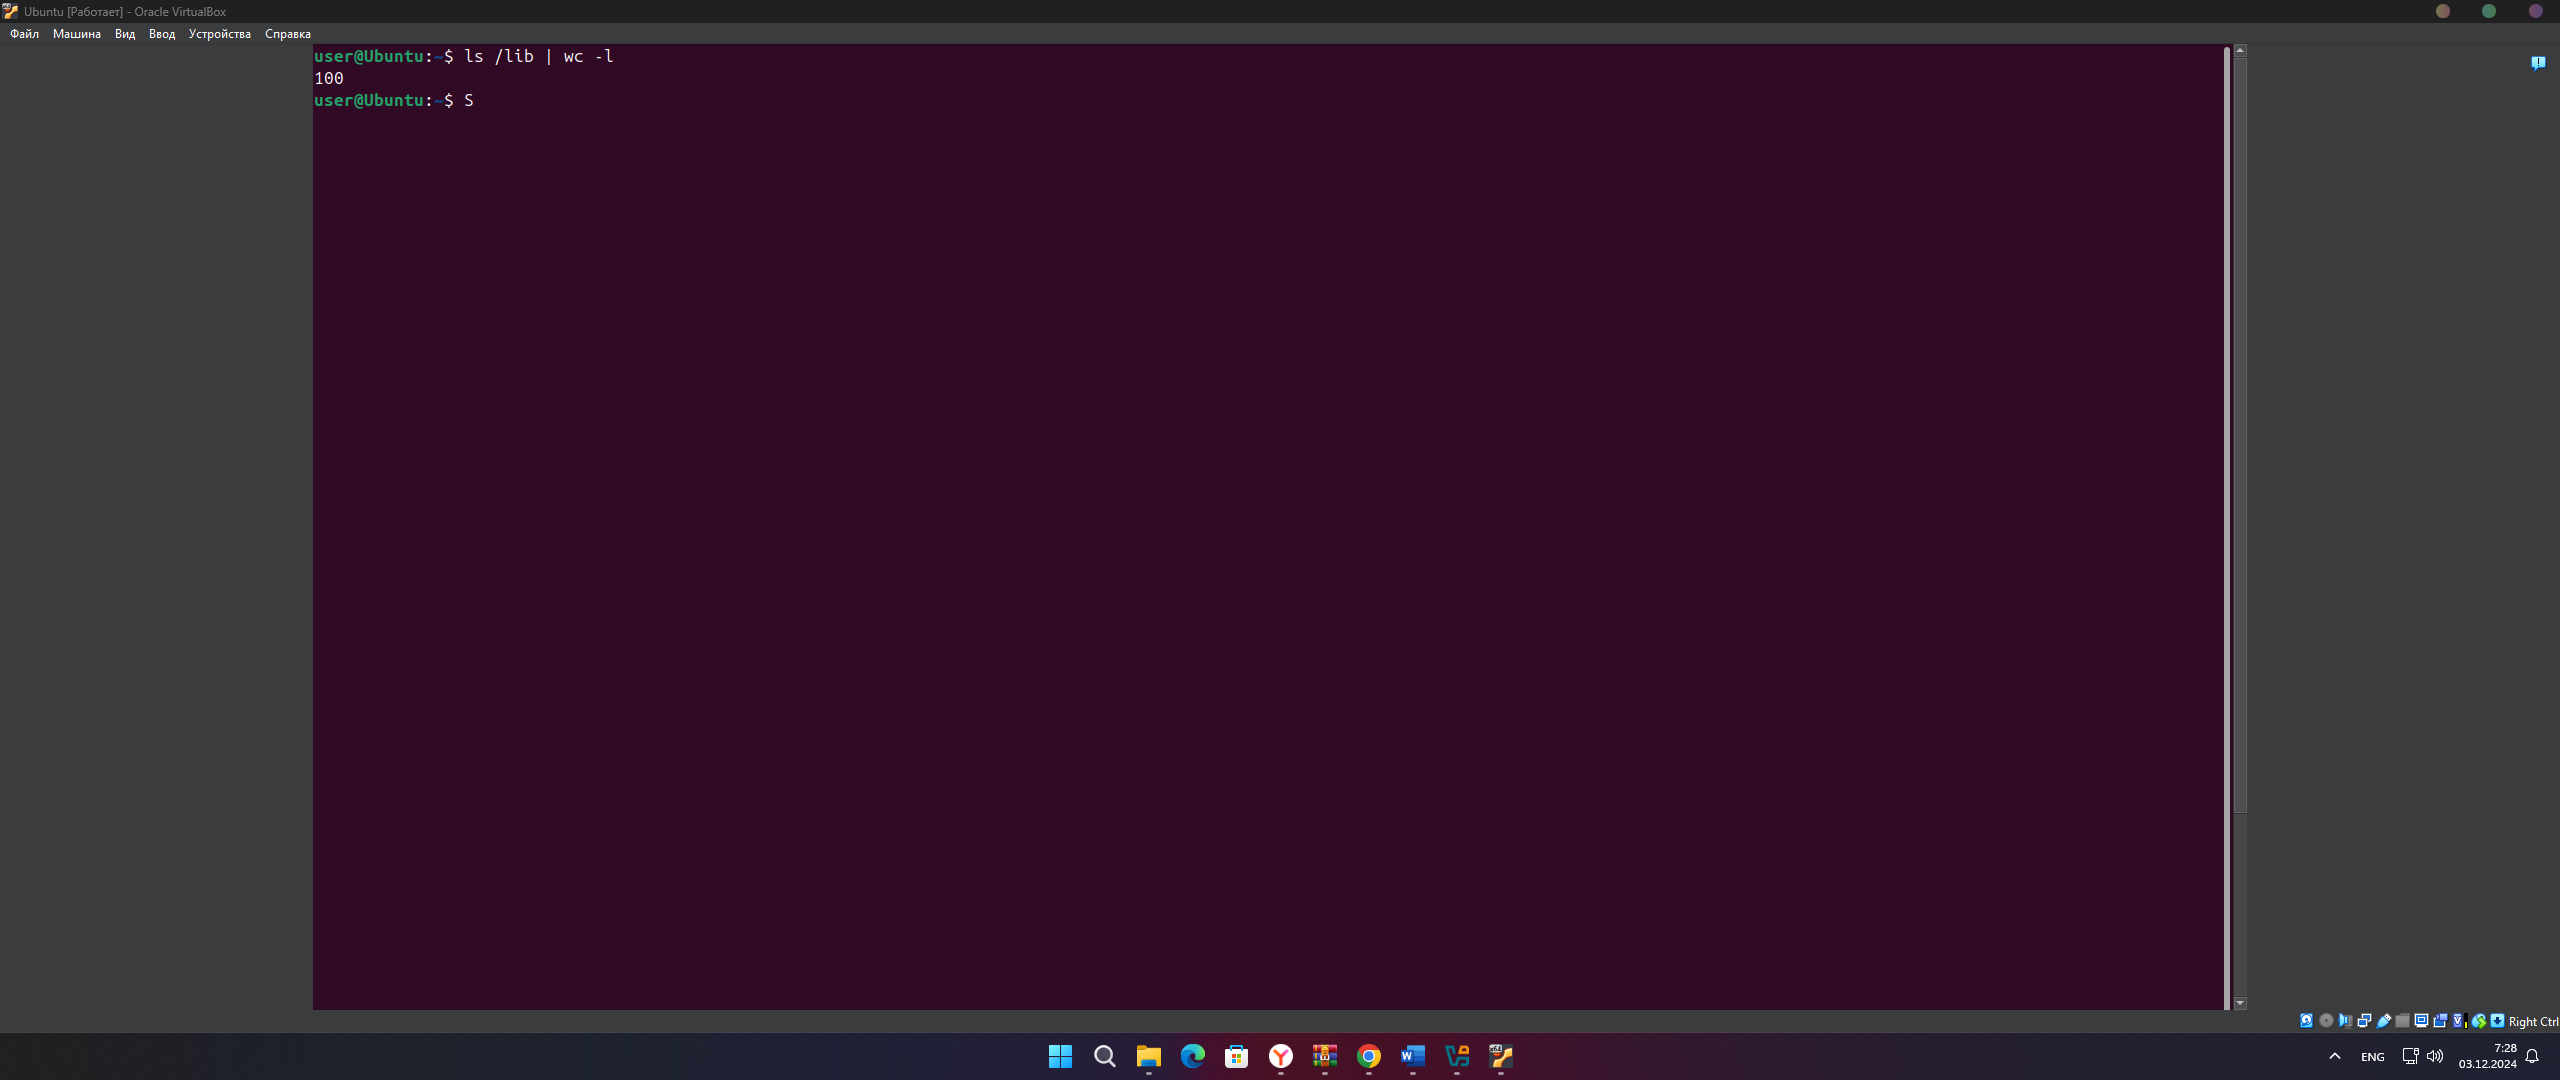 Ubuntu [Работает] - Oracle VirtualBox
Файл Машина Вид Ввод Устройства Справка
user@Ubuntu:~$ ls /lib | wc -l
100
user@Ubuntu:~$ S
Right Ctrl
ENG
7:28
03.12.2024